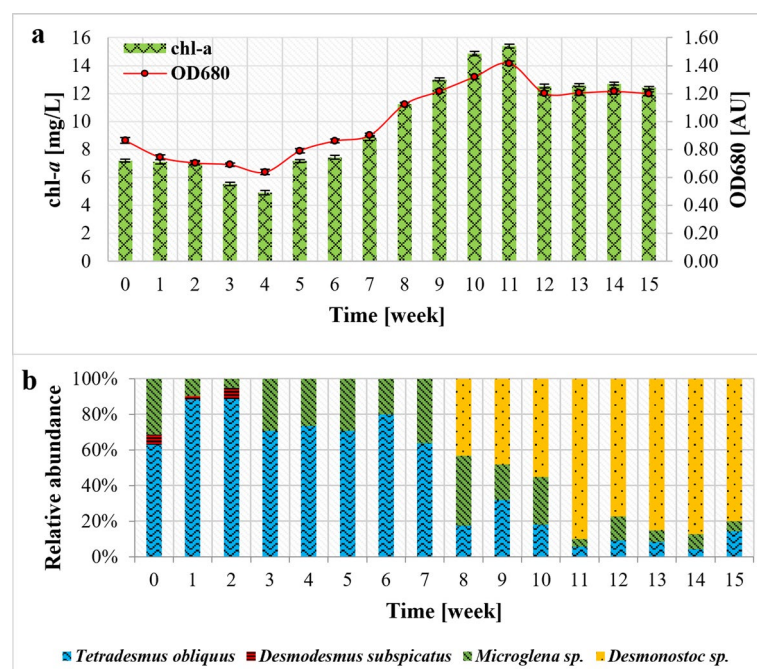 a
chl-a
OD680
16
14
12
10
8
6
4
2
0
chl-a [mg/L]
1.60
1.40
1.20
1.00
0.80
0.60
0.40
0.20
0.00
OD680 [AU]
0 1 2 3 4 5 6 7 8 9 10 11 12 13 14 15
Time [week]
b
100%
80%
60%
40%
20%
0%
Relative abundance
0 1 2 3 4 5 6 7 8 9 10 11 12 13 14 15
Time [week]
Tetradesmus obliquus Desmodesmus subspicatus Microglena sp. Desmonostoc sp.